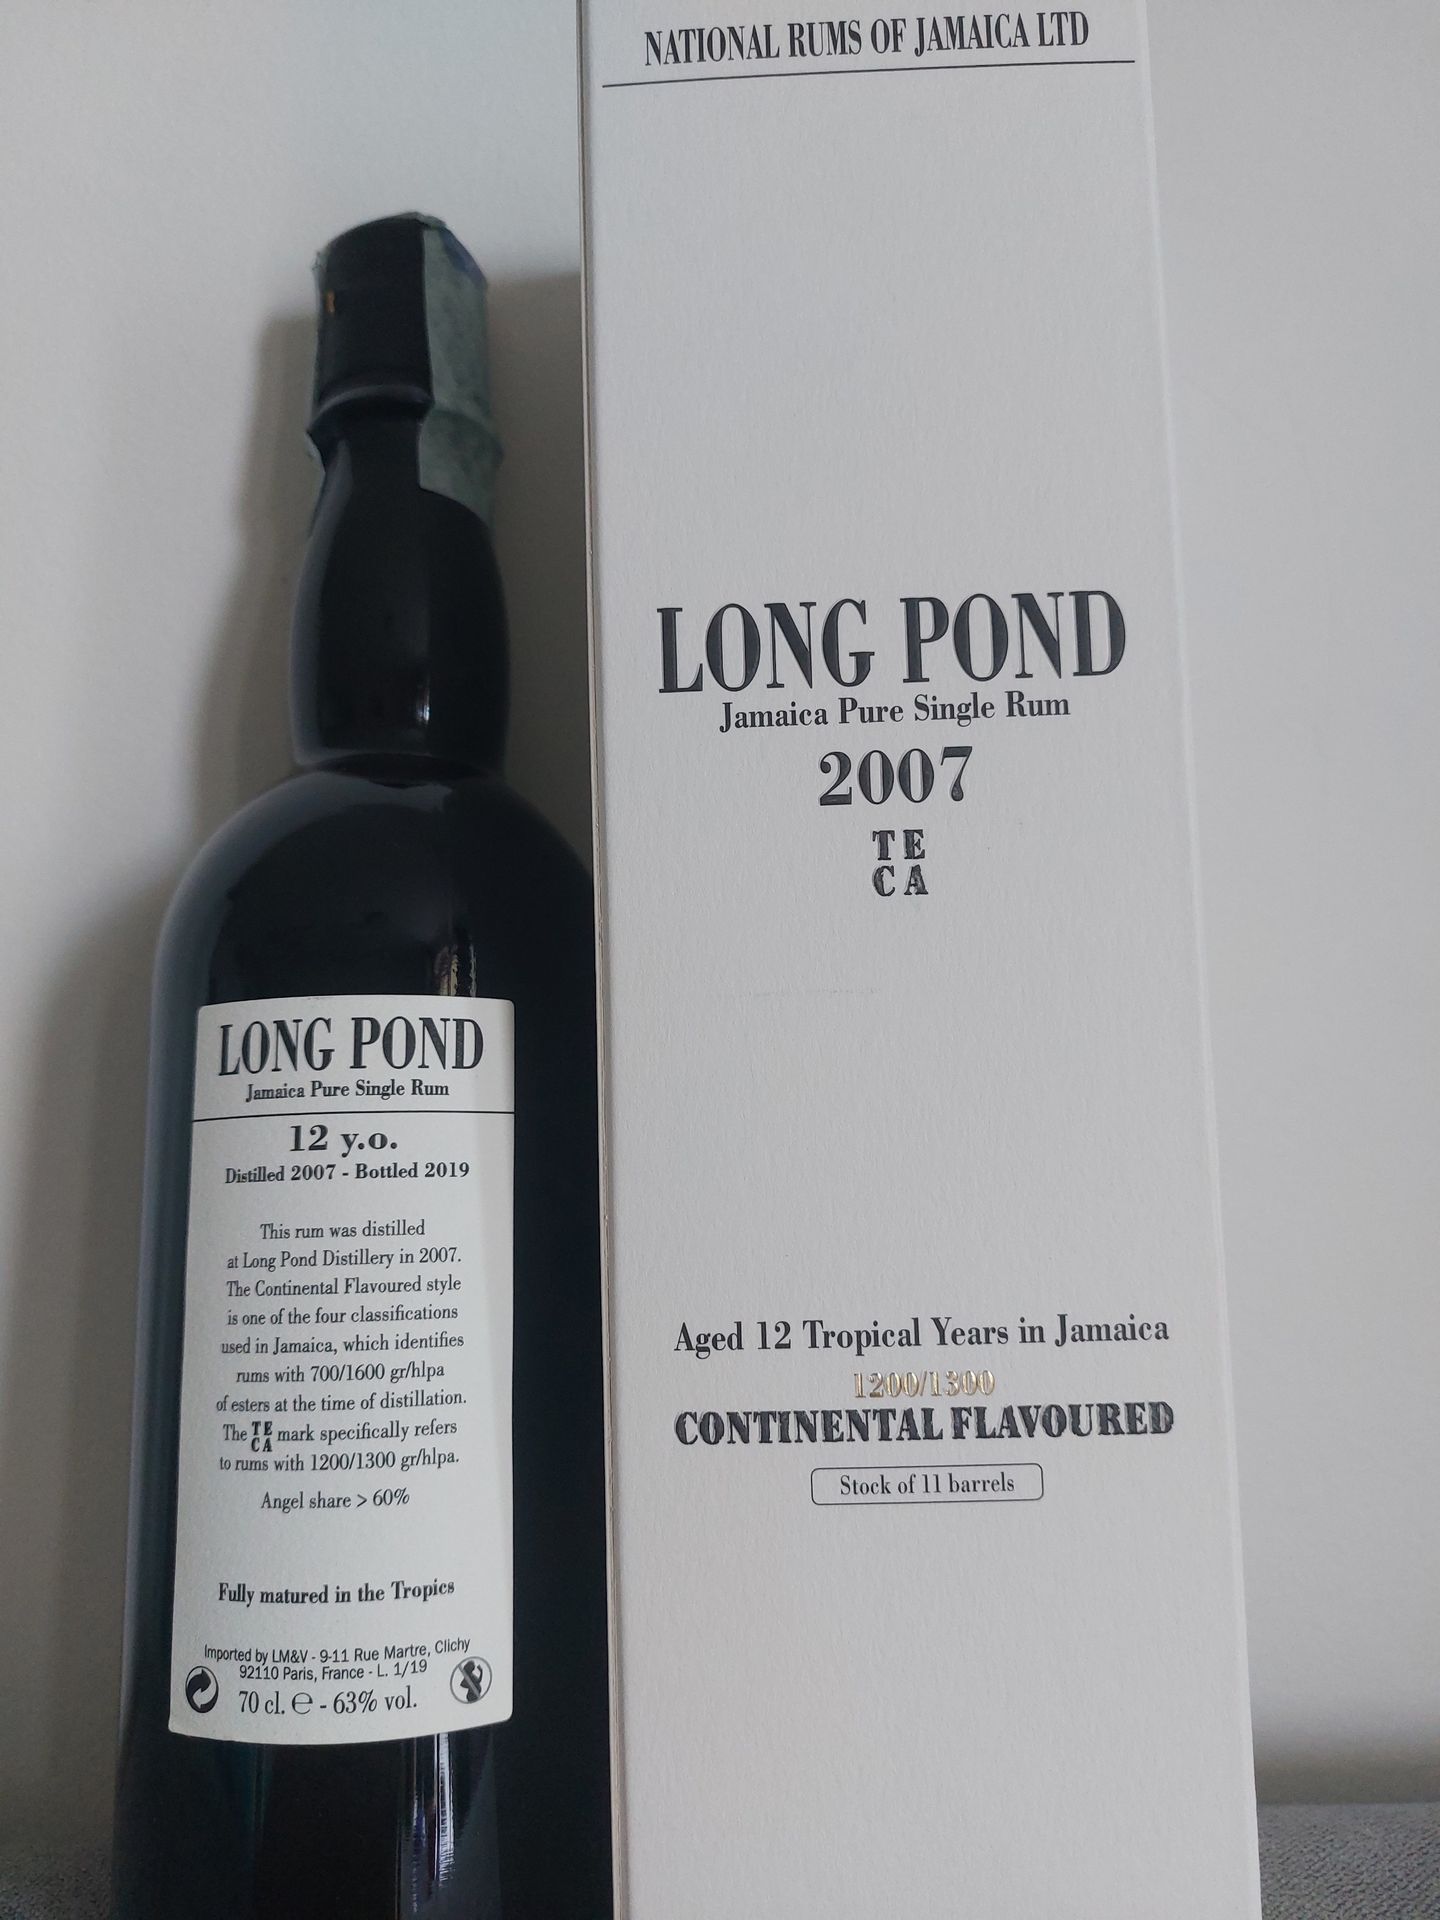 NATIONAL RUMS OF JAMAICA LTD
LONG POND
Jamaica Pure Single Rum
2007
TE
CA
Aged 12 Tropical Years in Jamaica
1200/1300
CONTINENTAL FLAVOURED
Stock of 11 barrels
LONG POND
Jamaica Pure Single Rum
12 y.o.
Distilled 2007 - Bottled 2019
This rum was distilled
at Long Pond Distillery in 2007.
The Continental Flavoured style
is one of the four classifications
used in Jamaica, which identifies
rums with 700/1600 gr/hlpa
of esters at the time of distillation.
The TECA mark specifically refers
to rums with 1200/1300 gr/hlpa.
Angel share > 60%
Fully matured in the Tropics
Imported by LM&V - 9-11 Rue Martre, Clichy
92110 Paris, France - L. 1/19
70 cl. ℮ - 63% vol.